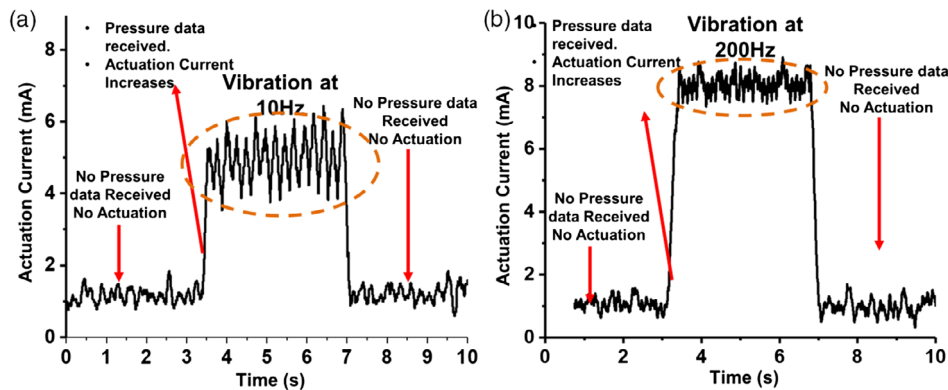 (a)
8
6
4
2
0
Actuation Current (mA)
• Pressure data
received.
• Actuation Current
Increases
Vibration at
10Hz
No Pressure data
Received
No Actuation
No Pressure
data Received
No Actuation
0 1 2 3 4 5 6 7 8 9 10
Time (s)
(b)
10
8
6
4
2
0
Actuation Current (mA)
• Pressure data
received.
Actuation Current
Increases
Vibration at
200Hz
No Pressure data
Received
No Actuation
No Pressure
data Received
No Actuation
0 2 4 6 8 10
Time (s)